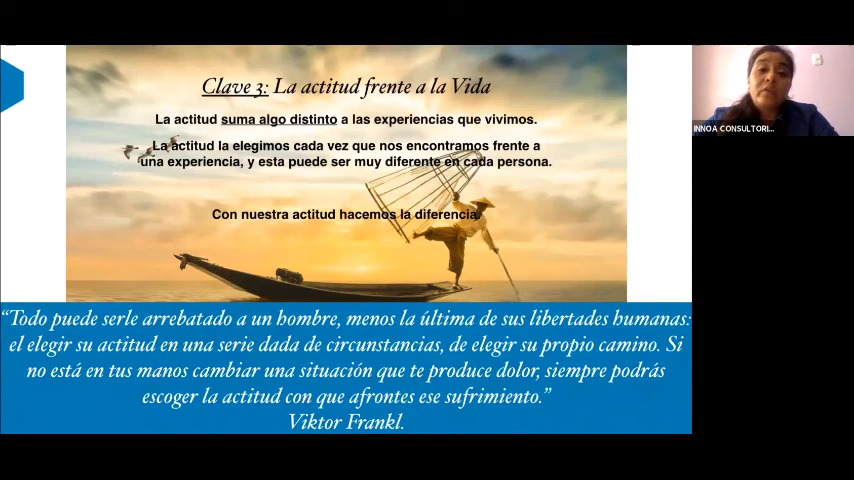 Clave 3: La actitud frente a la Vida
La actitud suma algo distinto a las experiencias que vivimos.
La actitud la elegimos cada vez que nos encontramos frente a
una experiencia, y esta puede ser muy diferente en cada persona.
Con nuestra actitud hacemos la diferencia.
INNOA CONSULTORI...
“Todo puede serle arrebatado a un hombre, menos la última de sus libertades humanas:
el elegir su actitud en una serie dada de circunstancias, de elegir su propio camino. Si
no está en tus manos cambiar una situación que te produce dolor, siempre podrás
escoger la actitud con que afrontes ese sufrimiento.”
Viktor Frankl.